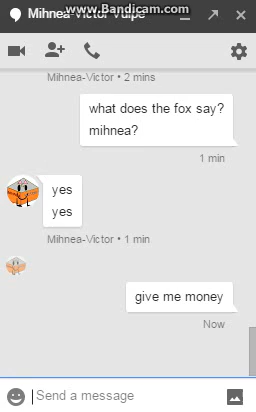 www.Bandicam.com
Mihnea-Victor Vulpe
Mihnea-Victor • 2 mins
what does the fox say?
mihnea?
1 min
yes
yes
Mihnea-Victor • 1 min
give me money
Now
Send a message